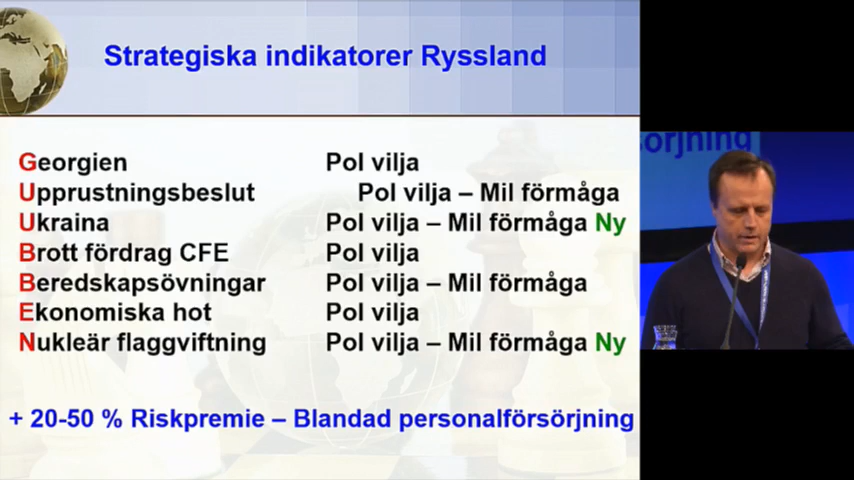 Strategiska indikatorer Ryssland
Georgien Pol vilja
Upprustningsbeslut Pol vilja – Mil förmåga
Ukraina Pol vilja – Mil förmåga Ny
Brott fördrag CFE Pol vilja
Beredskapsövningar Pol vilja – Mil förmåga
Ekonomiska hot Pol vilja
Nukleär flaggviftning Pol vilja – Mil förmåga Ny
+ 20-50 % Riskpremie – Blandad personalförsörjning